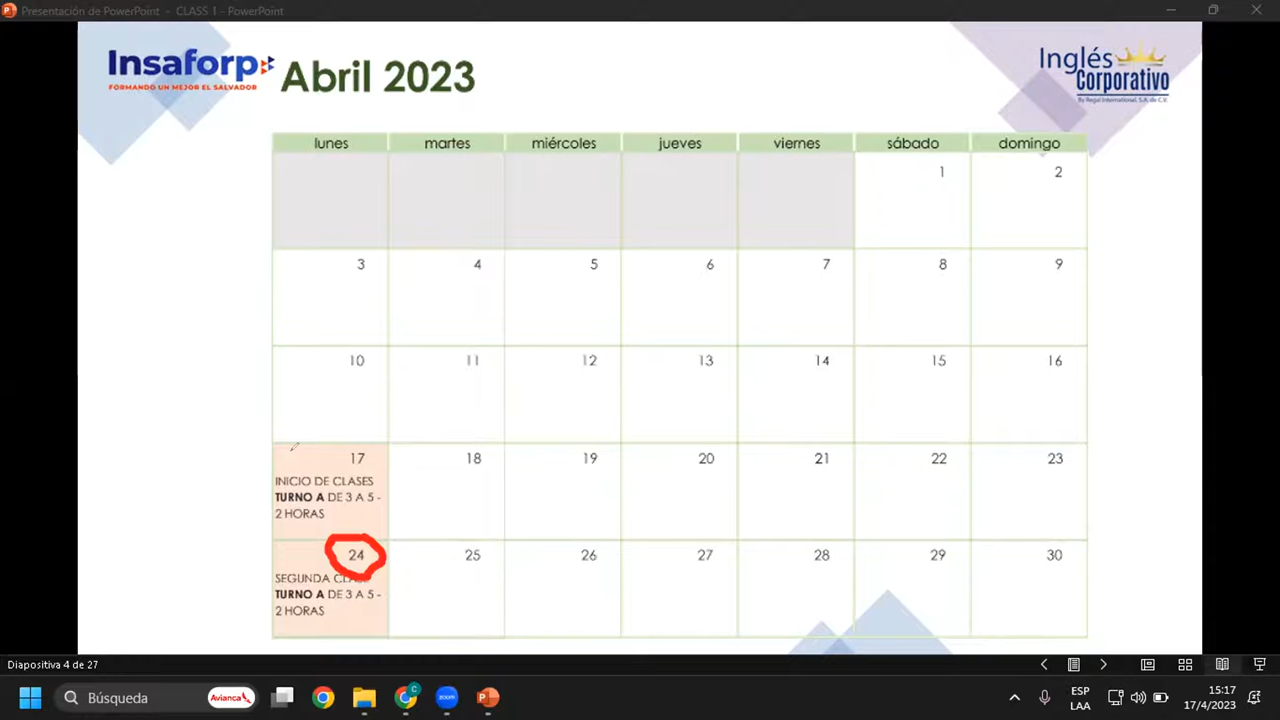 Presentación de PowerPoint - CLASS 1 - PowerPoint
Insaforp
FORMANDO UN MEJOR EL SALVADOR
Abril 2023
Inglés
Corporativo
By Regal International, S.A. de C.V.
lunes martes miércoles jueves viernes sábado domingo
1 2
3 4 5 6 7 8 9
10 11 12 13 14 15 16
17 18 19 20 21 22 23
INICIO DE CLASES
TURNO A DE 3 A 5 -
2 HORAS
24 25 26 27 28 29 30
SEGUNDA CLASE
TURNO A DE 3 A 5 -
2 HORAS
Diapositiva 4 de 27
Búsqueda
Avianca
C
zoom
ESP
LAA
15:17
17/4/2023